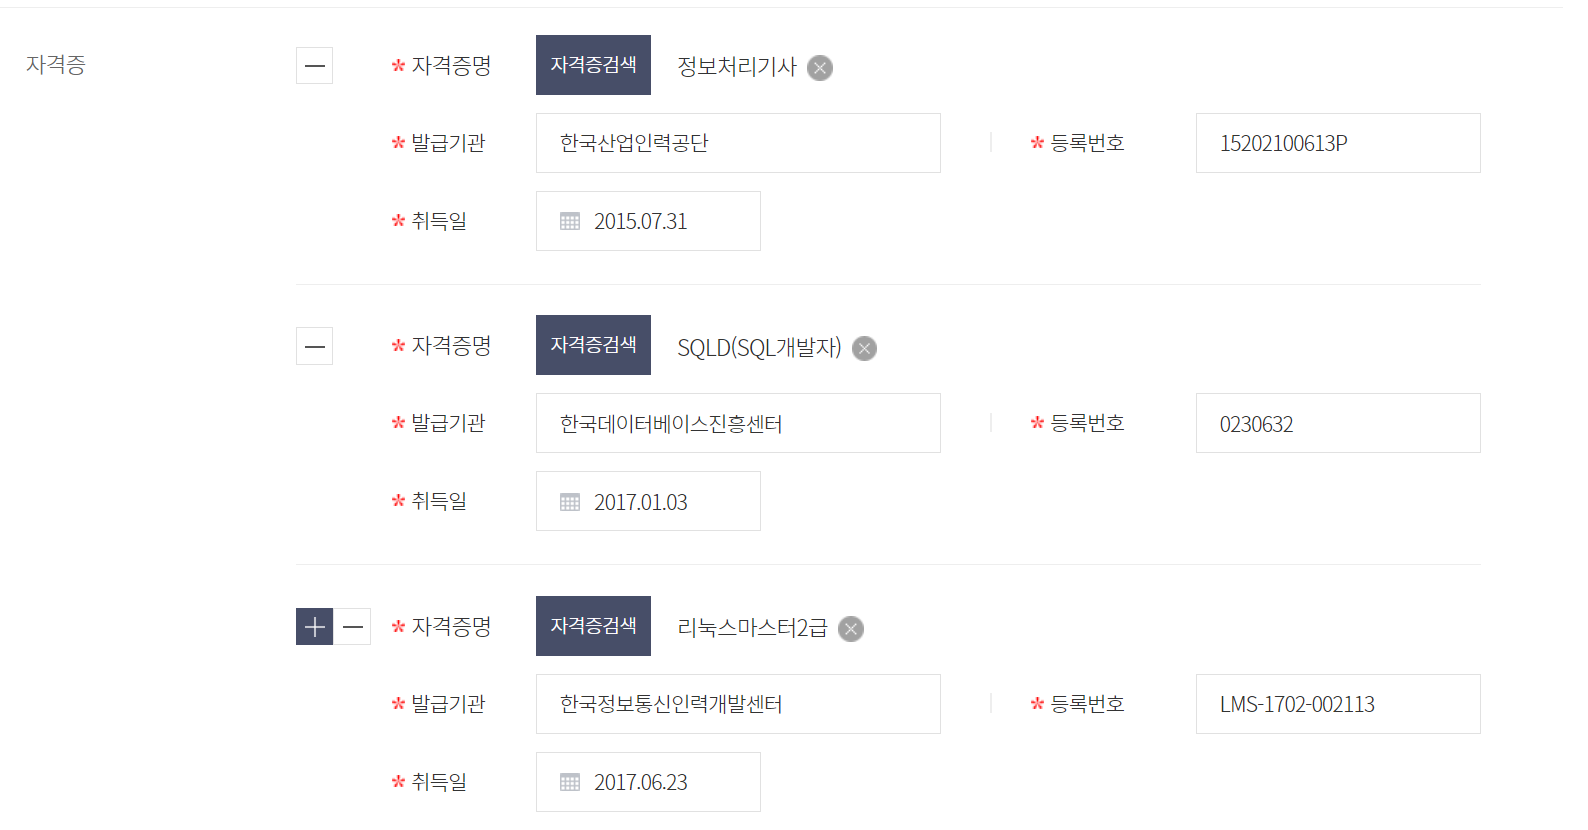 자격증
* 자격증명 자격증검색 정보처리기사
* 발급기관 한국산업인력공단 * 등록번호 15202100613P
* 취득일 2015.07.31
* 자격증명 자격증검색 SQLD(SQL개발자)
* 발급기관 한국데이터베이스진흥센터 * 등록번호 0230632
* 취득일 2017.01.03
* 자격증명 자격증검색 리눅스마스터2급
* 발급기관 한국정보통신인력개발센터 * 등록번호 LMS-1702-002113
* 취득일 2017.06.23